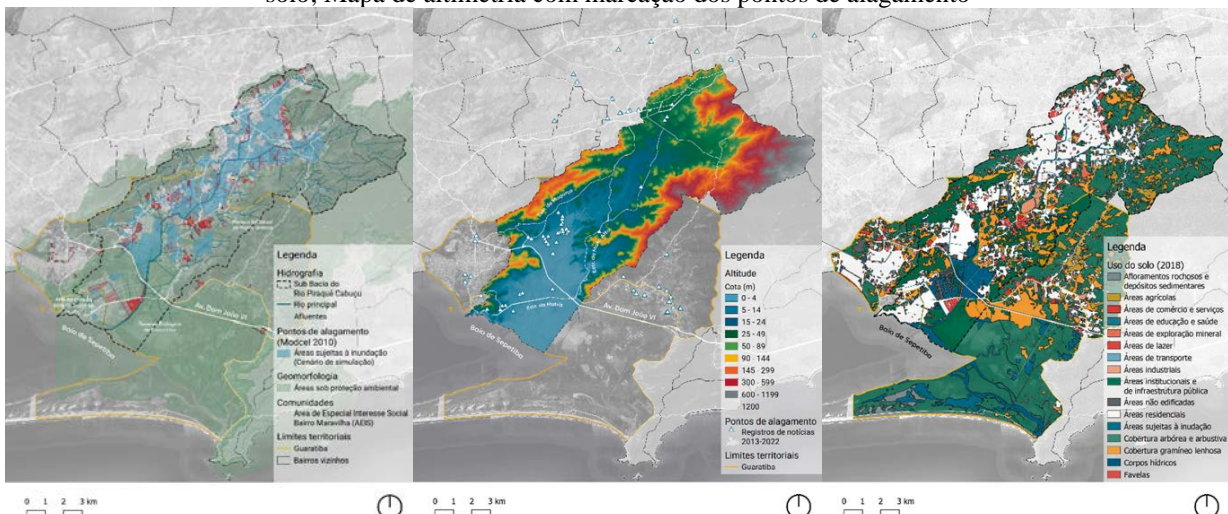 solo; Mapa de altimetria com marcação dos pontos de alagamento
Legenda
Hidrografia
Sub Bacia do
Rio Piraquê Cabuçu
Rio principal
Afluentes
Pontos de alagamento
(Modcel 2010)
Áreas sujeitas à inundação
(Cenário de simulação)
Geomorfologia
Áreas sob proteção ambiental
Comunidades
Área de Especial Interesse Social
Bairro Maravilha (AEIS)
Limites territoriais
Guaratiba
Bairros vizinhos
Av. Dom João VI
Baía de Sepetiba
0 1 2 3 km
Legenda
Altitude
Cota (m)
0 - 4
5 - 14
15 - 24
25 - 49
50 - 89
90 - 144
145 - 299
300 - 599
600 - 1199
1200
Pontos de alagamento
Registros de notícias
2013-2022
Limites territoriais
Guaratiba
Av. Dom João VI
Baía de Sepetiba
0 1 2 3 km
Legenda
Uso do solo (2018)
Afloramentos rochosos e
depósitos sedimentares
Áreas agrícolas
Áreas de comércio e serviços
Áreas de educação e saúde
Áreas de exploração mineral
Áreas de lazer
Áreas de transporte
Áreas industriais
Áreas institucionais e
de infraestrutura pública
Áreas não edificadas
Áreas residenciais
Áreas sujeitas à inundação
Cobertura arbórea e arbustiva
Cobertura gramíneo lenhosa
Corpos hídricos
Favelas
Av. Dom João VI
Baía de Sepetiba
0 1 2 3 km